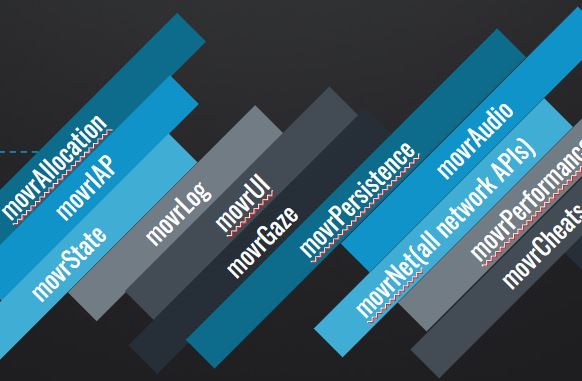 movrAllocation
movrIAP
movrState
movrLog
movrUI
movrGaze
movrPersistence
movrAudio
movrNet(all network APIs)
movrPerformance
movrCheats